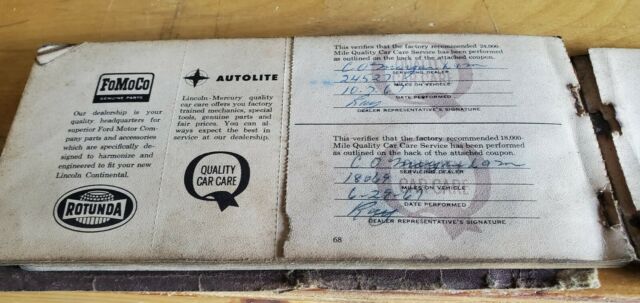 FoMoCo
GENUINE PARTS
Our dealership is your
quality headquarters for
superior Ford Motor Com-
pany parts and accessories
which are specifically de-
signed to harmonize and
engineered to fit your new
Lincoln Continental.
ROTUNDA
AUTOLITE
Lincoln-Mercury quality
car care offers you factory
trained mechanics, special
tools, genuine parts and
fair prices. You can al-
ways expect the best in
service at our dealership.
QUALITY
CAR CARE
This verifies that the factory recommended 24,000
Mile Quality Car Care Service has been performed
as outlined on the back of the attached coupon.
C.O.
SERVICING DEALER
MILES ON VEHICLE
DATE PERFORMED
DEALER REPRESENTATIVE'S SIGNATURE
This verifies that the factory recommended 18,000
Mile Quality Car Care Service has been performed
as outlined on the back of the attached coupon.
C.O.
SERVICING DEALER
18069
MILES ON VEHICLE
CAR CARE
DATE PERFORMED
DEALER REPRESENTATIVE'S SIGNATURE
68